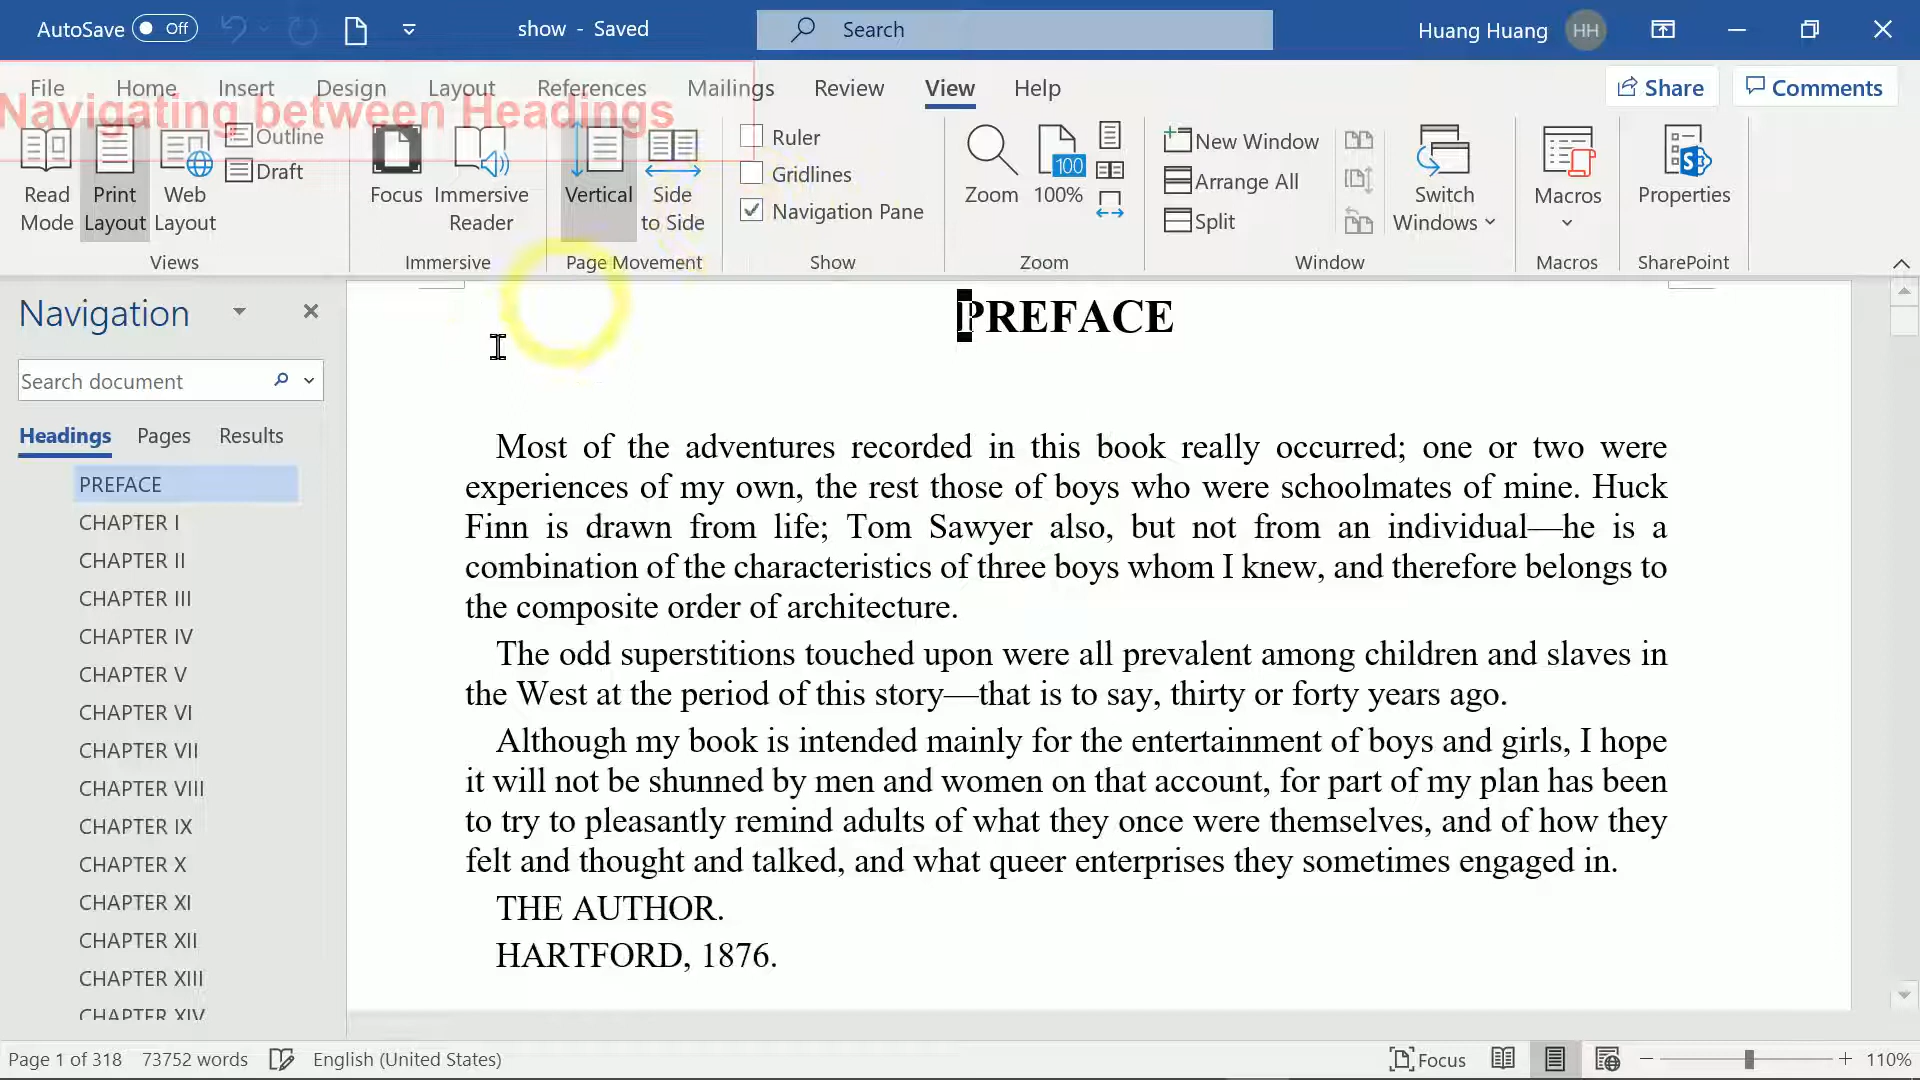 AutoSave Off show - Saved Search Huang Huang HH
File Home Insert Design Layout References Mailings Review View Help Share Comments
Navigating between Headings
Read Mode
Print Layout
Web Layout
Outline
Draft
Views
Focus
Immersive Reader
Immersive
Vertical
Side to Side
Page Movement
Ruler
Gridlines
Navigation Pane
Show
Zoom
100
100%
Zoom
New Window
Arrange All
Split
Switch Windows
Window
Macros
Macros
Properties
SharePoint
Navigation
Search document
Headings Pages Results
PREFACE
CHAPTER I
CHAPTER II
CHAPTER III
CHAPTER IV
CHAPTER V
CHAPTER VI
CHAPTER VII
CHAPTER VIII
CHAPTER IX
CHAPTER X
CHAPTER XI
CHAPTER XII
CHAPTER XIII
CHAPTER XIV
PREFACE
Most of the adventures recorded in this book really occurred; one or two were
experiences of my own, the rest those of boys who were schoolmates of mine. Huck
Finn is drawn from life; Tom Sawyer also, but not from an individual—he is a
combination of the characteristics of three boys whom I knew, and therefore belongs to
the composite order of architecture.
The odd superstitions touched upon were all prevalent among children and slaves in
the West at the period of this story—that is to say, thirty or forty years ago.
Although my book is intended mainly for the entertainment of boys and girls, I hope
it will not be shunned by men and women on that account, for part of my plan has been
to try to pleasantly remind adults of what they once were themselves, and of how they
felt and thought and talked, and what queer enterprises they sometimes engaged in.
THE AUTHOR.
HARTFORD, 1876.
Page 1 of 318 73752 words English (United States) Focus 110%